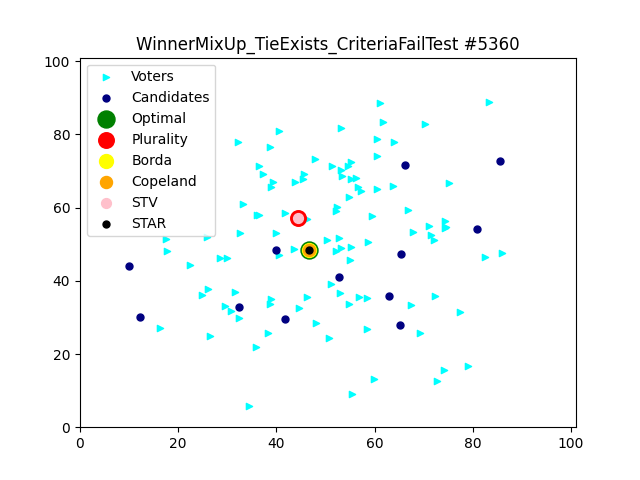 WinnerMixUp_TieExists_CriteriaFailTest #5360
100
80
60
40
20
0
Voters
Candidates
Optimal
Plurality
Borda
Copeland
STV
STAR
0 20 40 60 80 100